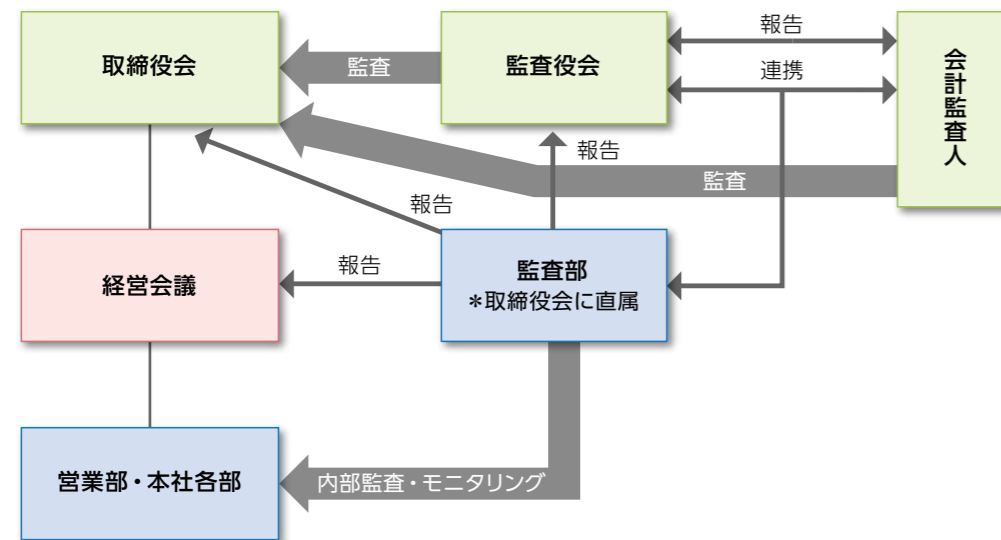 取締役会
監査
監査役会
報告
連携
会計監査人
報告
監査
報告
経営会議
報告
監査部
*取締役会に直属
営業部・本社各部
内部監査・モニタリング